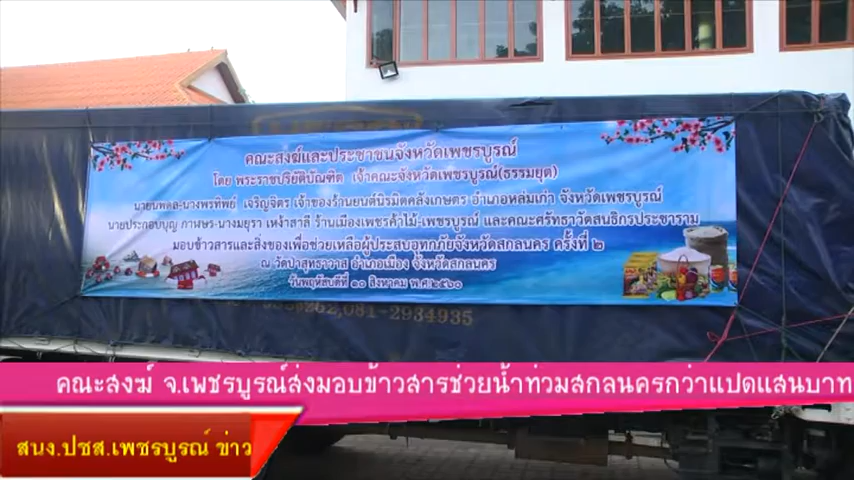 คณะสงฆ์และประชาชนจังหวัดเพชรบูรณ์
โดย พระราชปริยัติบัณฑิต เจ้าคณะจังหวัดเพชรบูรณ์(ธรรมยุต)
นายนพดล-นางพรทิพย์ เจริญจิตร เจ้าของร้านยนต์นิรมิตคลังเกษตร อำเภอหล่มเก่า จังหวัดเพชรบูรณ์
นายประกอบบุญ กาฬษร-นางมยุรา เหง้าสาลี ร้านเมืองเพชรค้าไม้-เพชรบูรณ์ และคณะศรัทธาวัดสนธิกรประชาราม
มอบข้าวสารและสิ่งของเพื่อช่วยเหลือผู้ประสบอุทกภัยจังหวัดสกลนคร ครั้งที่ ๒
ณ วัดป่าสุทธาวาส อำเภอเมือง จังหวัดสกลนคร
วันพฤหัสบดีที่ ๑๐ สิงหาคม พ.ศ.๒๕๖๐
081-2934935
คณะสงฆ์ จ.เพชรบูรณ์ส่งมอบข้าวสารช่วยน้ำท่วมสกลนครกว่าแปดแสนบาท
สนง.ปชส.เพชรบูรณ์ ข่าว